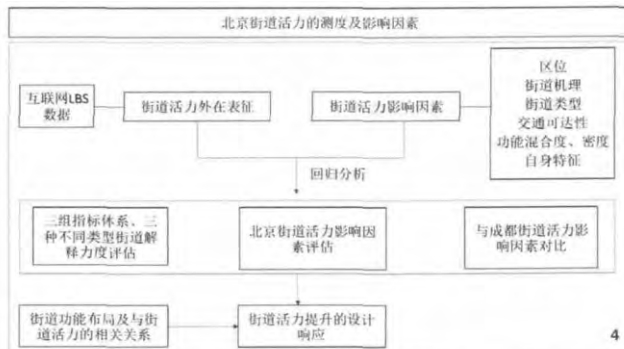 北京街道活力的测度及影响因素
互联网LBS
数据
街道活力外在表征
街道活力影响因素
区位
街道机理
街道类型
交通可达性
功能混合度、密度
自身特征
回归分析
三组指标体系、三
种不同类型街道解
释力度评估
北京街道活力影响因
素评估
与成都街道活力影
响因素对比
街道功能布局及与街
道活力的相关关系
街道活力提升的设计
响应
4